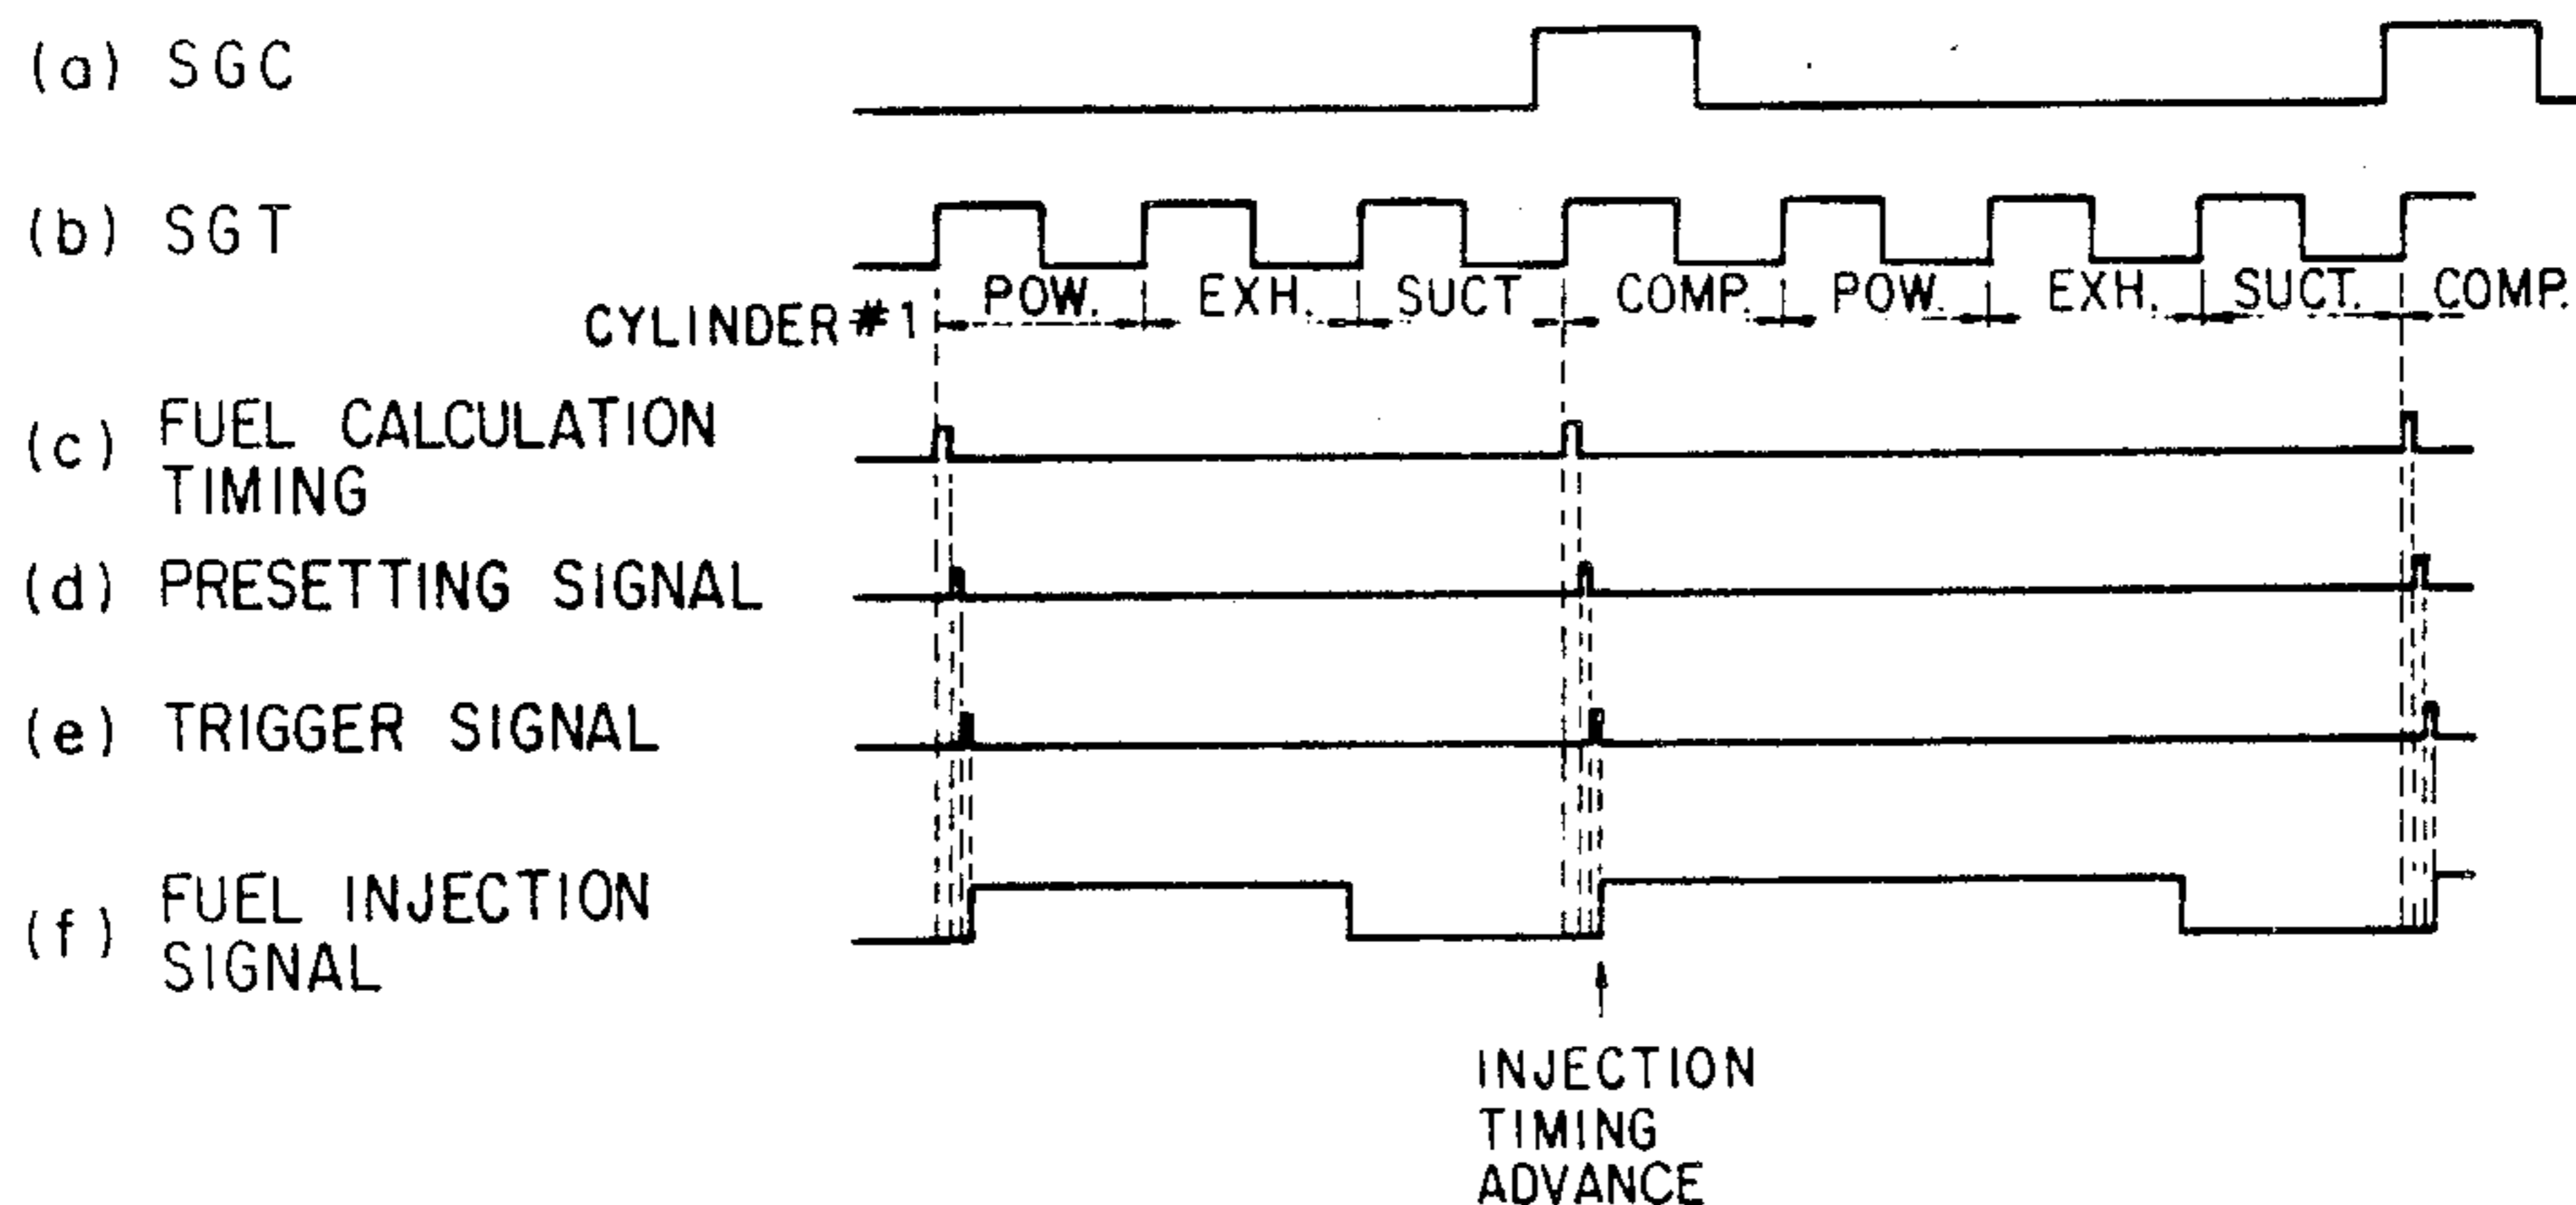 (a) SGC
(b) SGT
POW. EXH. SUCT COMP. POW. EXH. SUCT. COMP.
CYLINDER #1
(c) FUEL CALCULATION
TIMING
(d) PRESETTING SIGNAL
(e) TRIGGER SIGNAL
(f) FUEL INJECTION
SIGNAL
INJECTION
TIMING
ADVANCE